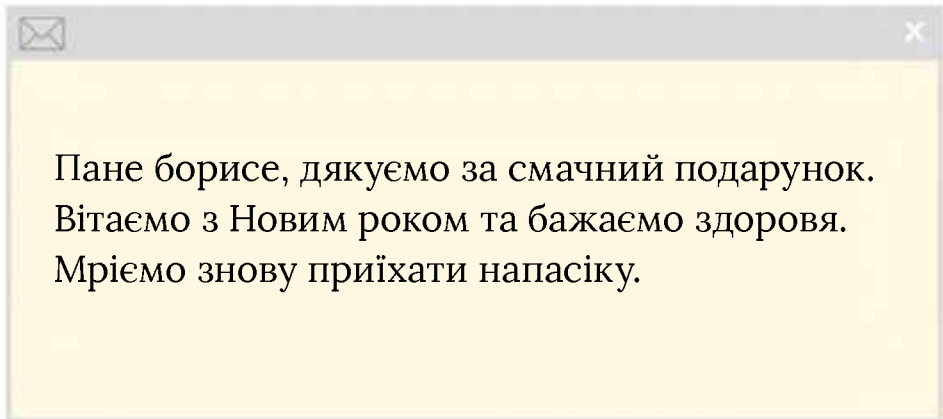 Пане борисе, дякуємо за смачний подарунок.
Вітаємо з Новим роком та бажаємо здоровя.
Мріємо знову приїхати напасіку.